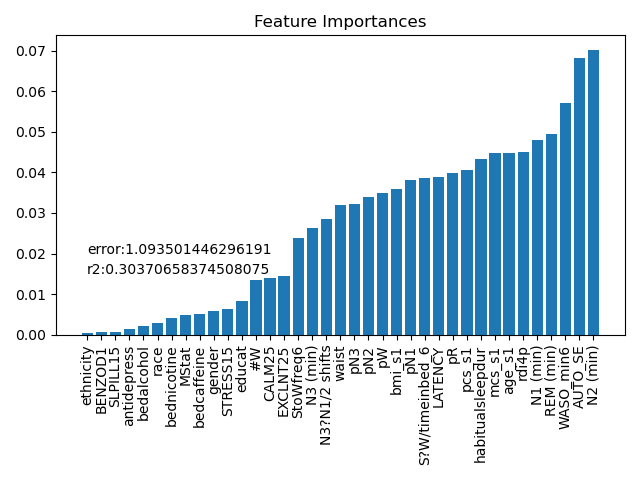 Feature Importances
0.07
0.06
0.05
0.04
0.03
0.02
0.01
0.00
error:1.093501446296191
r2:0.30370658374508075
ethnicity
BENZOD1
SLPILL15
antidepress
bedalcohol
race
bednicotine
MStat
bedcaffeine
gender
STRESS15
educat
#W
CALM25
EXCLNT25
StoWfreq6
N3 (min)
N3?N1/2 shifts
waist
pN3
pN2
pW
bmi_s1
pN1
S?W/timeinbed_6
LATENCY
pR
pcs_s1
habitualsleepdur
mcs_s1
age_s1
rdi4p
N1 (min)
REM (min)
WASO_min6
AUTO_SE
N2 (min)